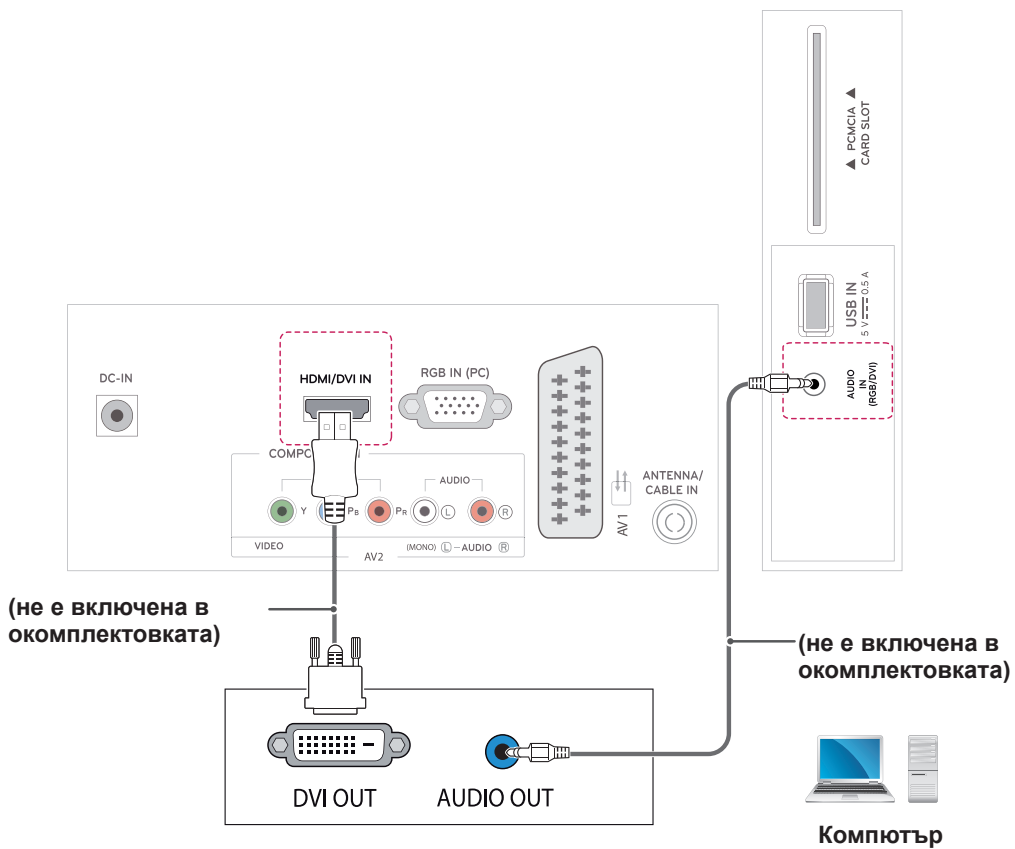 ▲ PCMCIA ▲
CARD SLOT
USB IN
5 V 0.5 A
AUDIO
IN
(RGB/DVI)
DC-IN
HDMI/DVI IN
RGB IN (PC)
AUDIO
Y
PB
PR
L
R
VIDEO
AV2
(MONO) L - AUDIO R
AV1
ANTENNA/
CABLE IN
(не е включена в
окомплектовката)
(не е включена в
окомплектовката)
DVI OUT
AUDIO OUT
Компютър